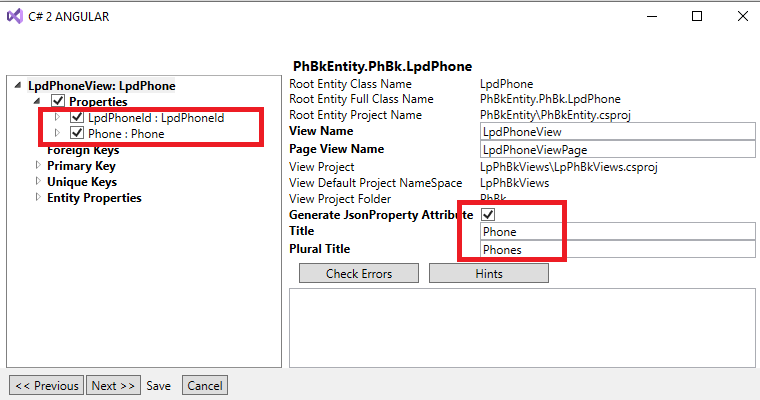 C# 2 ANGULAR
PhBkEntity.PhBk.LpdPhone
LpdPhoneView: LpdPhone
Properties
LpdPhoneId : LpdPhoneId
Phone : Phone
Foreign Keys
Primary Key
Unique Keys
Entity Properties
Root Entity Class Name LpdPhone
Root Entity Full Class Name PhBkEntity.PhBk.LpdPhone
Root Entity Project Name PhBkEntity\PhBkEntity.csproj
View Name LpdPhoneView
Page View Name LpdPhoneViewPage
View Project LpPhBkViews\LpPhBkViews.csproj
View Default Project NameSpace LpPhBkViews
View Project Folder PhBk
Generate JsonProperty Attribute
Title Phone
Plural Title Phones
Check Errors Hints
<< Previous Next >> Save Cancel